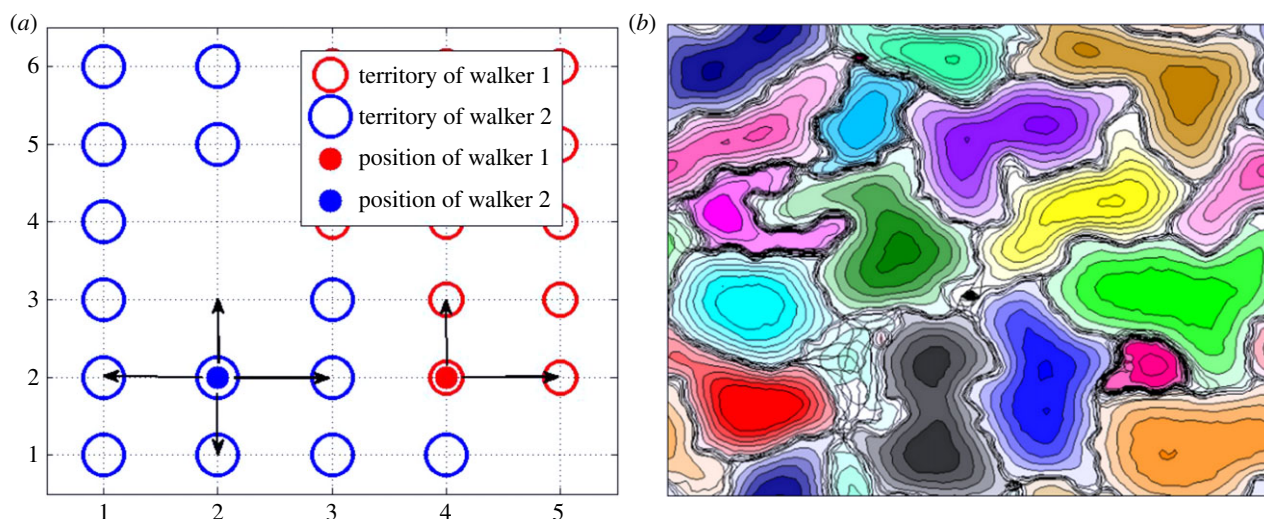 (a)
6
5
4
3
2
1
1 2 3 4 5
territory of walker 1
territory of walker 2
position of walker 1
position of walker 2
(b)